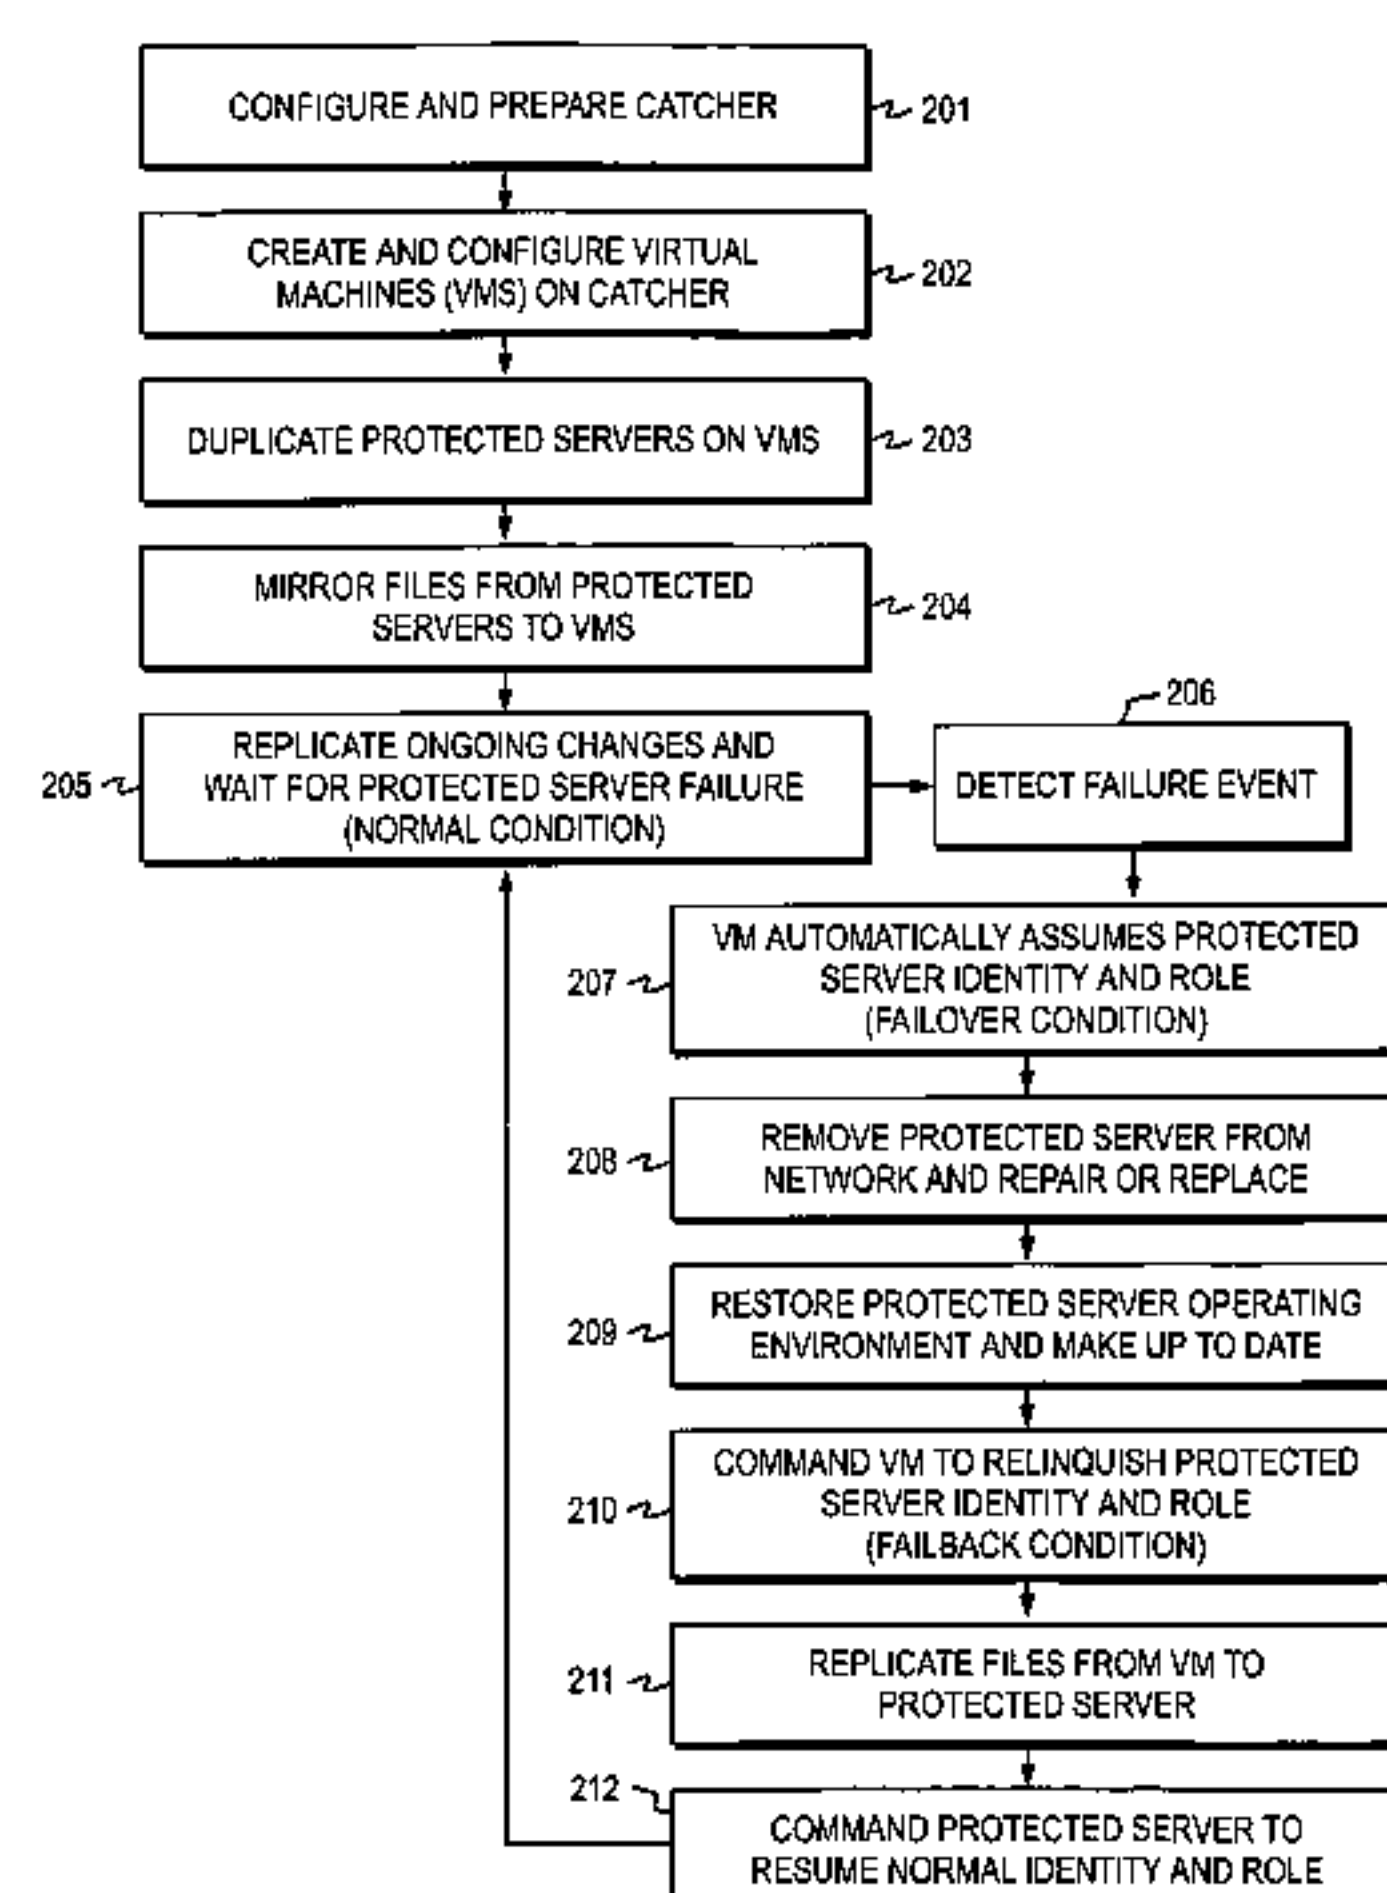 CONFIGURE AND PREPARE CATCHER
201
CREATE AND CONFIGURE VIRTUAL
MACHINES (VMS) ON CATCHER
202
DUPLICATE PROTECTED SERVERS ON VMS
203
MIRROR FILES FROM PROTECTED
SERVERS TO VMS
204
205
REPLICATE ONGOING CHANGES AND
WAIT FOR PROTECTED SERVER FAILURE
(NORMAL CONDITION)
206
DETECT FAILURE EVENT
207
VM AUTOMATICALLY ASSUMES PROTECTED
SERVER IDENTITY AND ROLE
(FAILOVER CONDITION)
208
REMOVE PROTECTED SERVER FROM
NETWORK AND REPAIR OR REPLACE
209
RESTORE PROTECTED SERVER OPERATING
ENVIRONMENT AND MAKE UP TO DATE
210
COMMAND VM TO RELINQUISH PROTECTED
SERVER IDENTITY AND ROLE
(FAILBACK CONDITION)
211
REPLICATE FILES FROM VM TO
PROTECTED SERVER
212
COMMAND PROTECTED SERVER TO
RESUME NORMAL IDENTITY AND ROLE